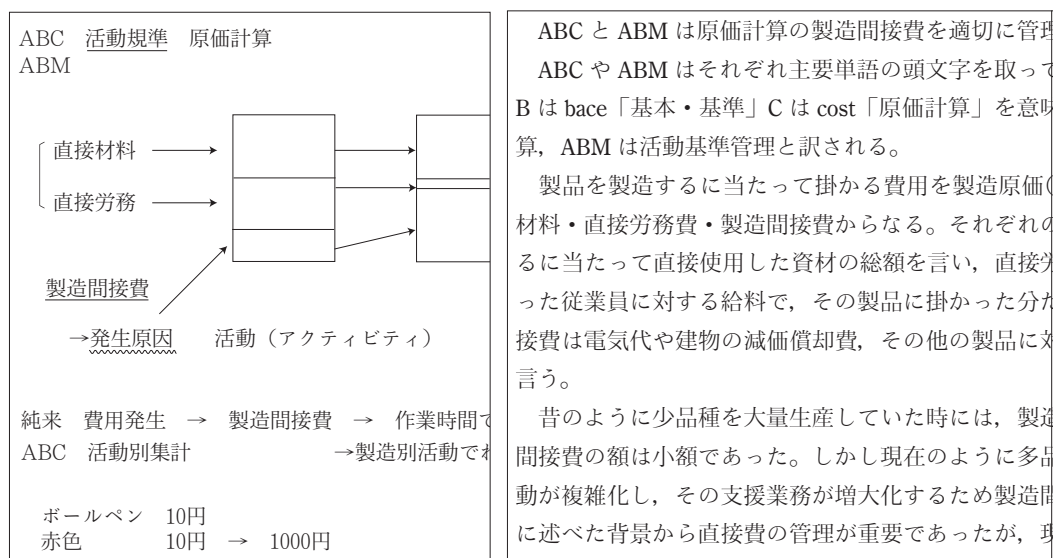 ABC 活動規準 原価計算
ABM
直接材料
直接労務
製造間接費
→発生原因 活動（アクティビティ）
純来 費用発生 → 製造間接費 → 作業時間で
ABC 活動別集計 →製造別活動でわ
ボールペン 10円
赤色 10円 → 1000円
ABC と ABM は原価計算の製造間接費を適切に管理
ABC や ABM はそれぞれ主要単語の頭文字を取って
B は bace「基本・基準」C は cost「原価計算」を意味
算，ABM は活動基準管理と訳される。
製品を製造するに当たって掛かる費用を製造原価(
材料・直接労務費・製造間接費からなる。それぞれの
るに当たって直接使用した資材の総額を言い，直接労
った従業員に対する給料で，その製品に掛かった分だ
接費は電気代や建物の減価償却費，その他の製品に対
言う。
昔のように少品種を大量生産していた時には，製造
間接費の額は小額であった。しかし現在のように多品
動が複雑化し，その支援業務が増大化するため製造間
に述べた背景から直接費の管理が重要であったが，現